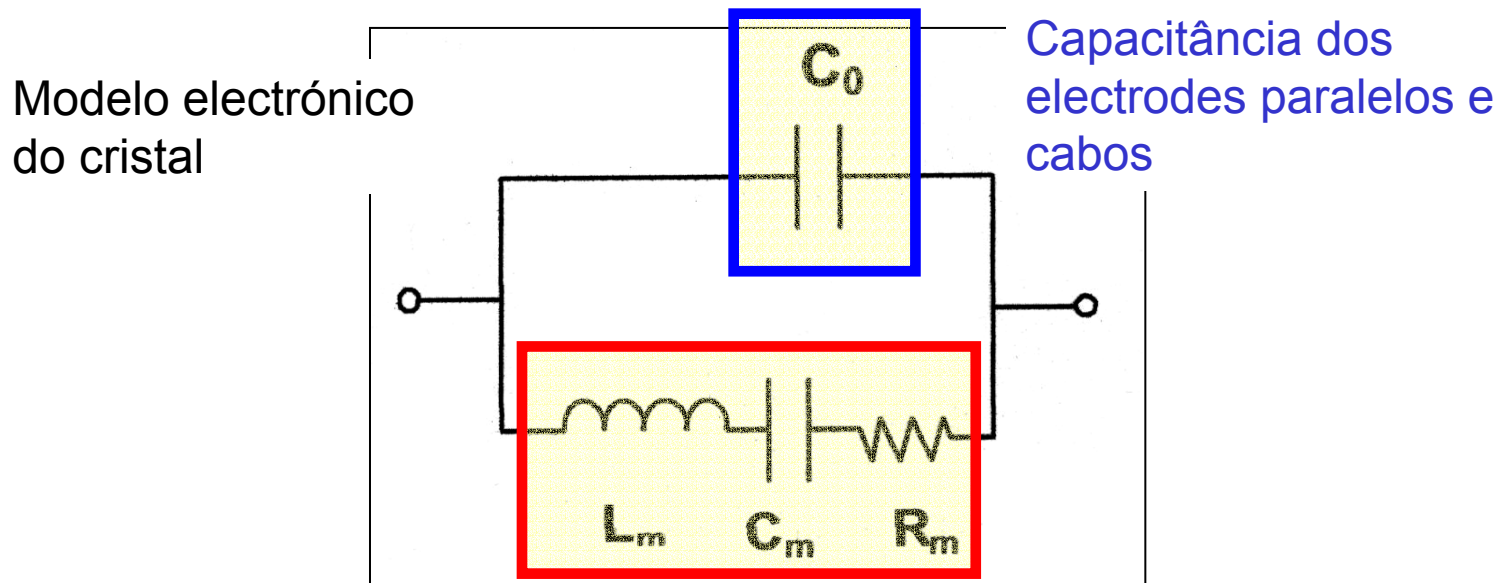 Modelo electrónico
do cristal
C₀
Capacitância dos
electrodes paralelos e
cabos
Lₘ Cₘ Rₘ